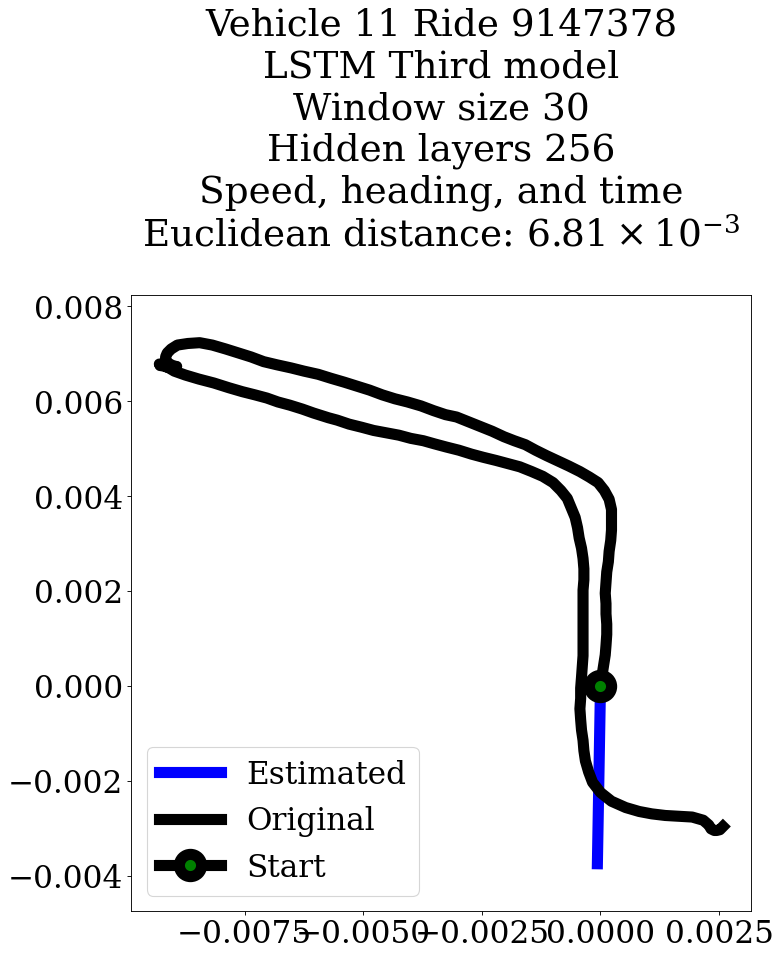 Vehicle 11 Ride 9147378
LSTM Third model
Window size 30
Hidden layers 256
Speed, heading, and time
Euclidean distance: 6.81 × 10⁻³
0.008
0.006
0.004
0.002
0.000
−0.002
−0.004
Estimated
Original
Start
−0.0075 −0.0050 −0.0025 0.0000 0.0025